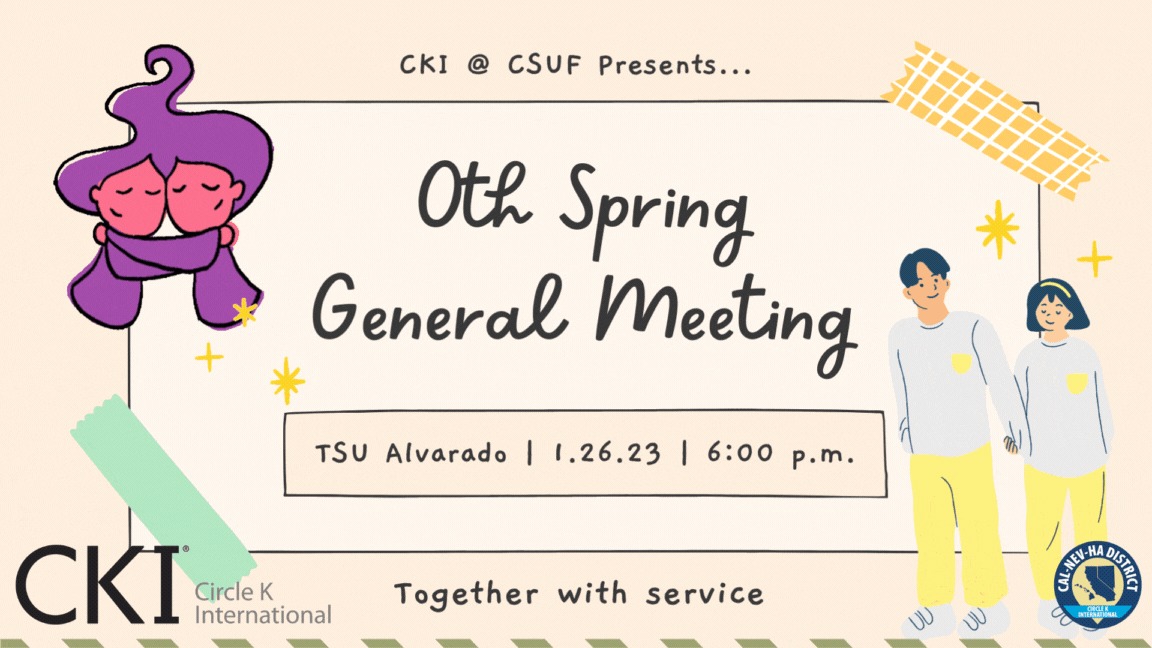 CKI @ CSUF Presents...
0th Spring
General Meeting
TSU Alvarado | 1.26.23 | 6:00 p.m.
Together with service
CKI®
Circle K
International
CAL-NEV-HA DISTRICT
CIRCLE K
INTERNATIONAL